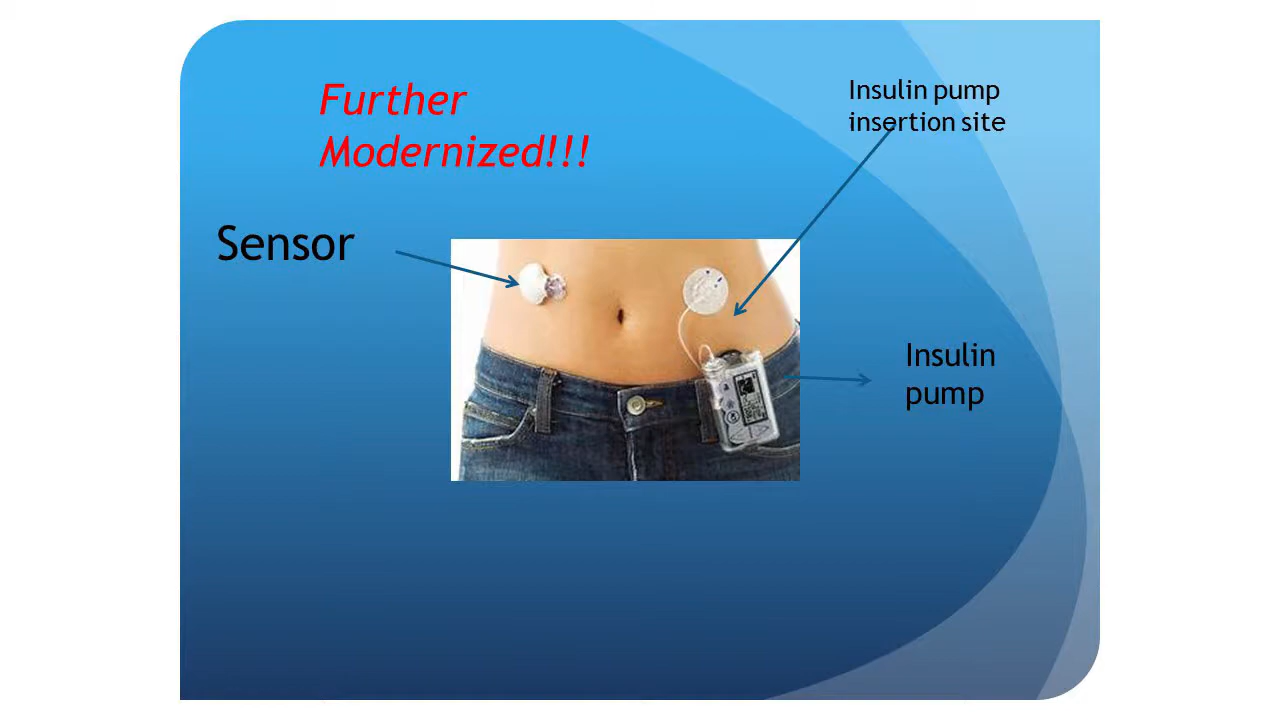 Further
Modernized!!!
Insulin pump
insertion site
Sensor
Insulin
pump